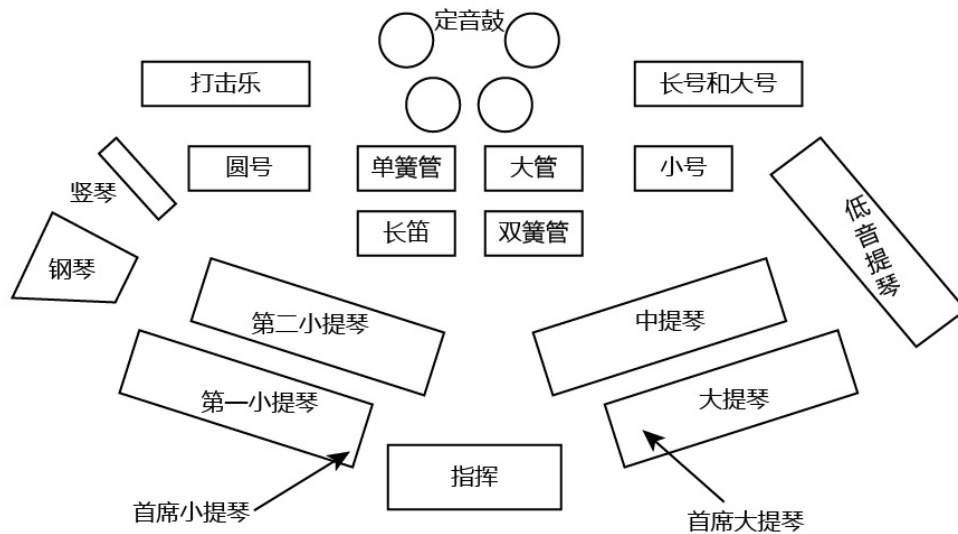 定音鼓
打击乐
长号和大号
圆号
单簧管
大管
小号
竖琴
长笛
双簧管
低音提琴
钢琴
第二小提琴
中提琴
第一小提琴
大提琴
指挥
首席小提琴
首席大提琴